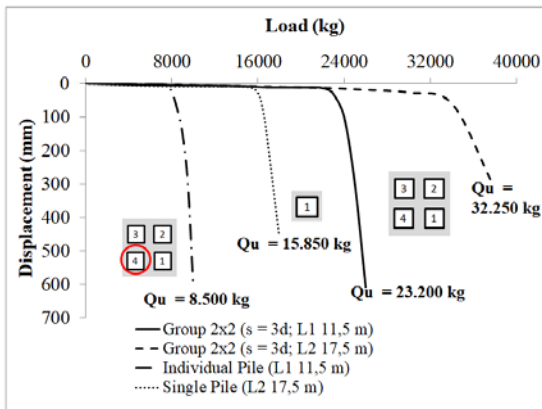 Load (kg)
0 8000 16000 24000 32000 40000
Displacement (mm)
0
100
200
300
400
500
600
700
3 2
4 1
Qu = 8.500 kg
1
Qu = 15.850 kg
Qu = 23.200 kg
3 2
4 1
Qu =
32.250 kg
Group 2x2 (s = 3d; L1 11,5 m)
Group 2x2 (s = 3d; L2 17,5 m)
Individual Pile (L1 11,5 m)
Single Pile (L2 17,5 m)